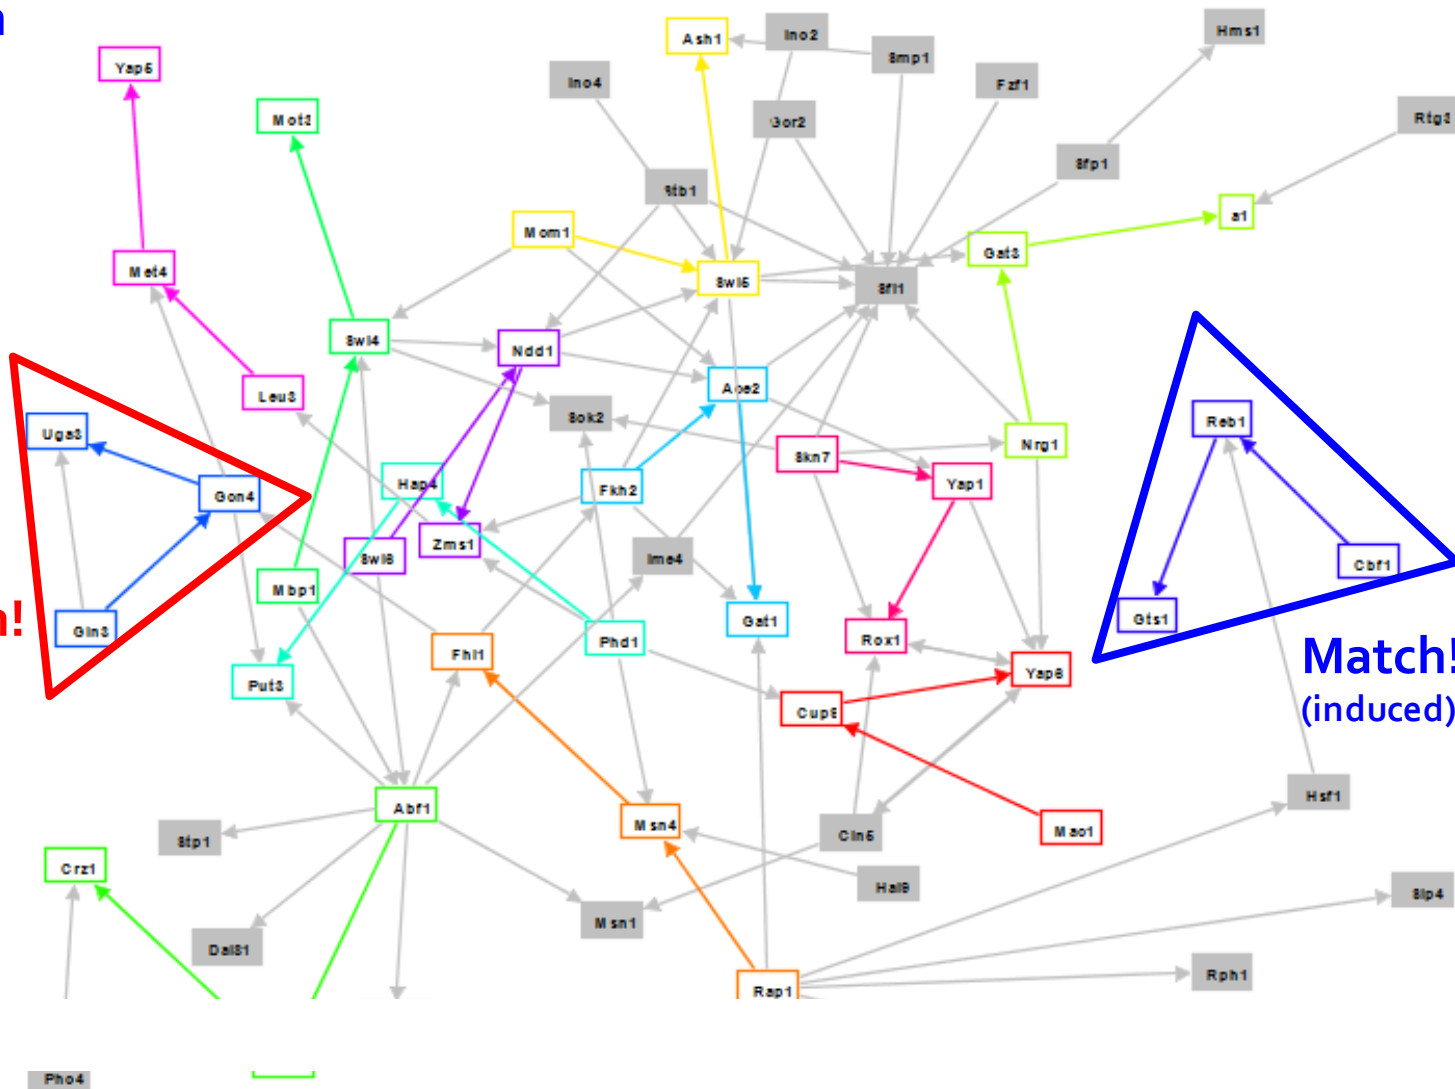 Hms1
Ino2
Ash1
Smp1
Yap5
Ino4
Fzf1
Rtg3
Mot3
Gor2
Sfp1
Stb1
a1
Mom1
Gat3
Met4
Swi5
Sfl1
Swi4
Ndd1
Ace2
Leu3
Sok2
Reb1
Uga3
Nrg1
Skn7
Hap4
Yap1
Gcn4
Fkh2
Zms1
Swi6
Ime4
Cbf1
Mbp1
Gts1
Gat1
n!
Gln3
Phd1
Rox1
Fhl1
Match!
Yap6
Put3
(induced)
Cup9
Hsf1
Abf1
Msn4
Mac1
Cin5
Stp1
Crz1
Hal9
Sip4
Msn1
Dal81
Rph1
Rap1
Pho4